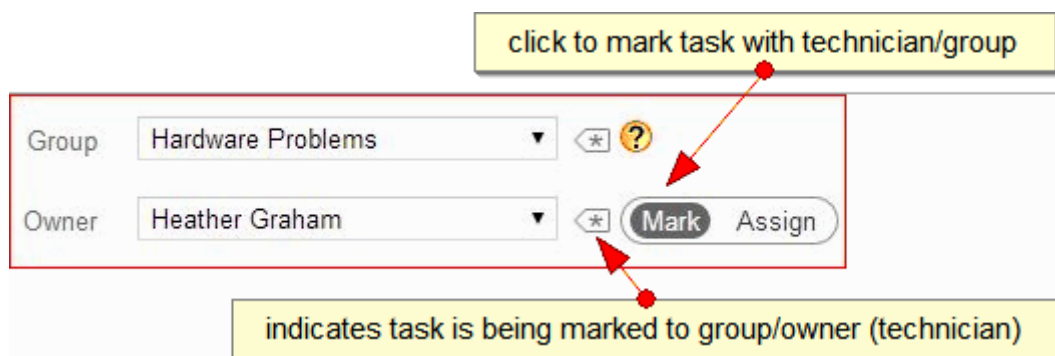 click to mark task with technician/group
Group Hardware Problems ?
Owner Heather Graham Mark Assign
indicates task is being marked to group/owner (technician)